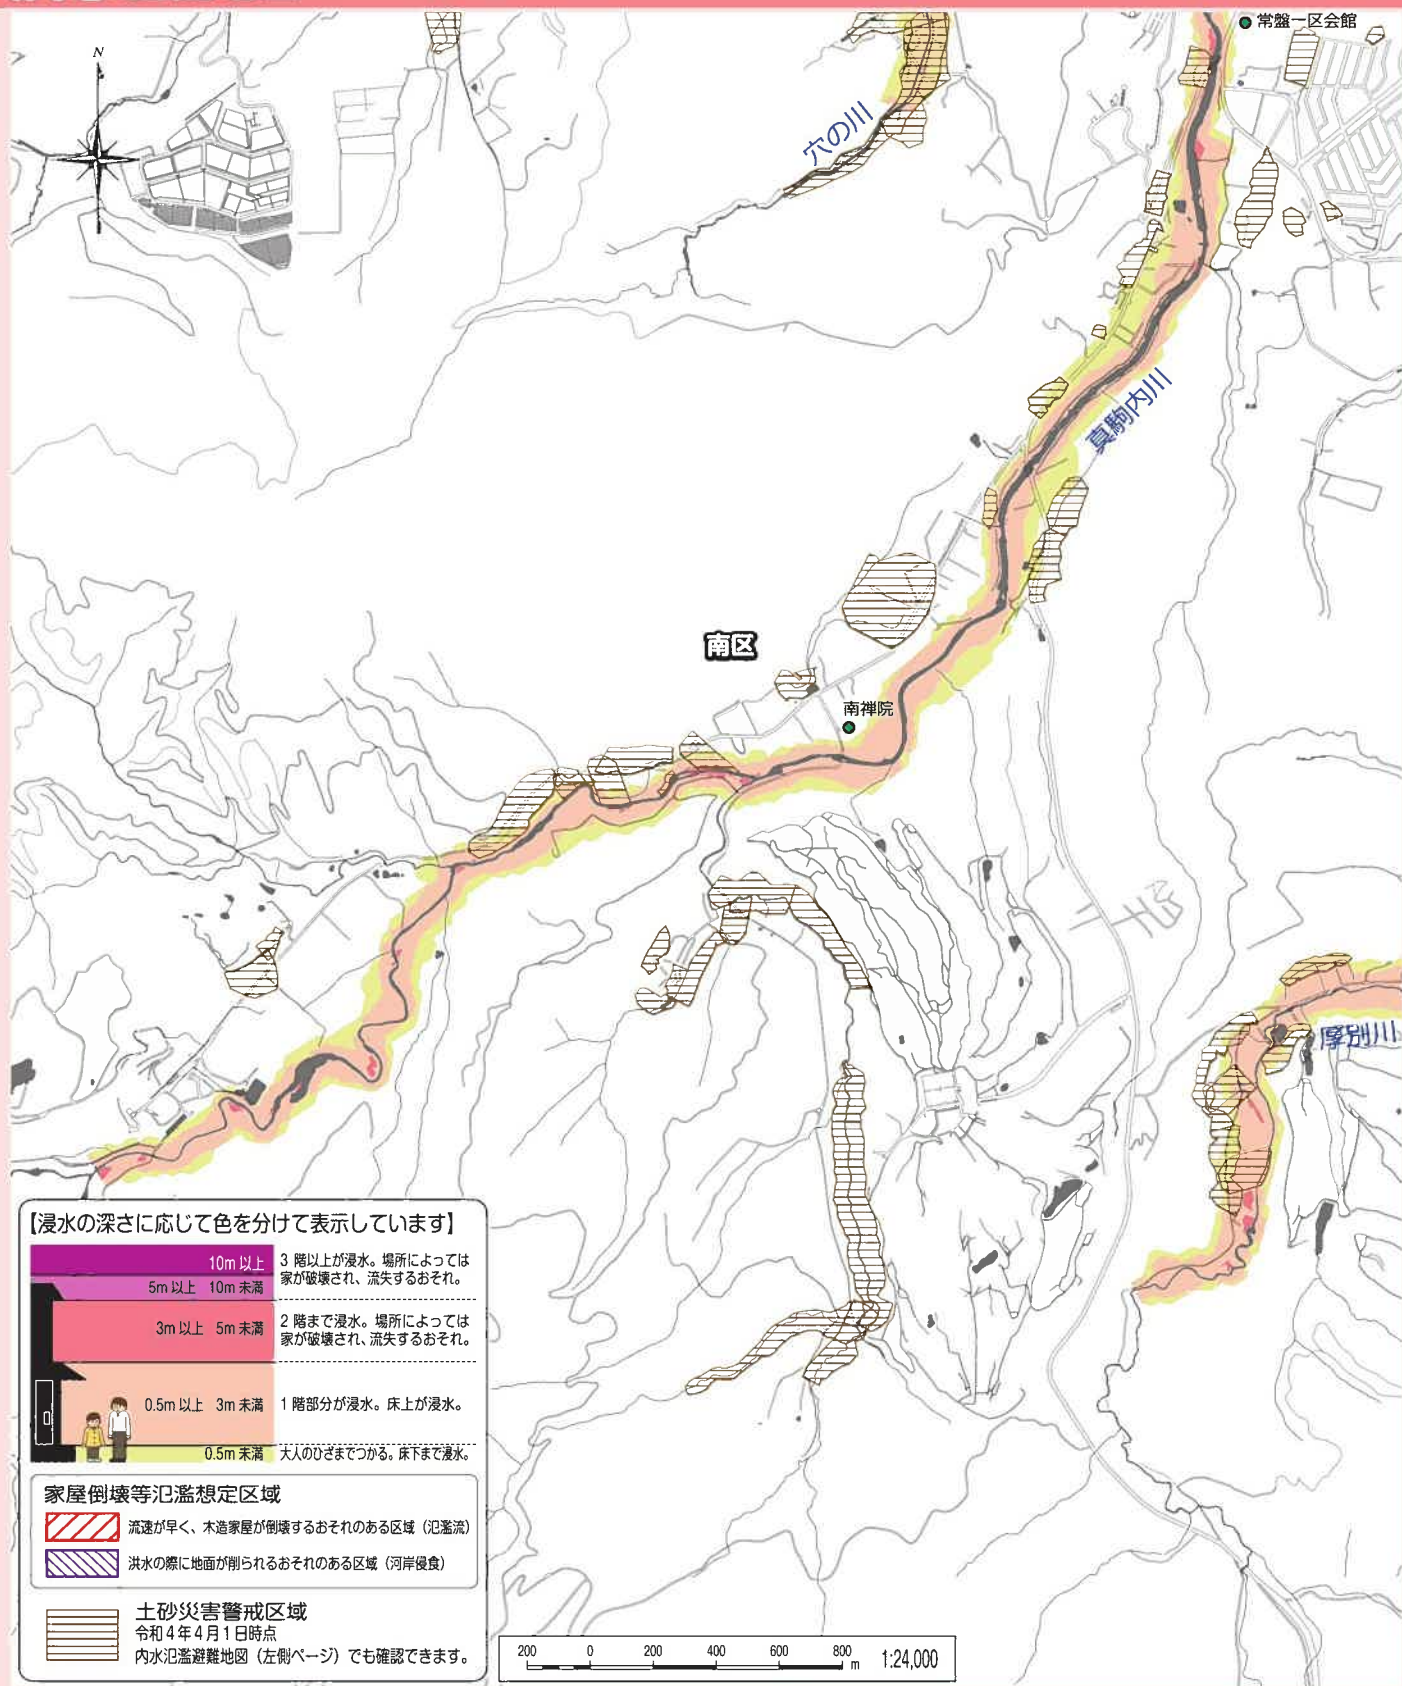 常盤一区会館
N
穴の川
真駒内川
南区
南禅院
厚別川
【浸水の深さに応じて色を分けて表示しています】
10m 以上
5m 以上 10m 未満
3 階以上が浸水。場所によっては
家が破壊され、流失するおそれ。
3m 以上 5m 未満
2 階まで浸水。場所によっては
家が破壊され、流失するおそれ。
0.5m 以上 3m 未満
1 階部分が浸水。床上が浸水。
0.5m 未満
大人のひざまでつかる。床下まで浸水。
家屋倒壊等氾濫想定区域
流速が早く、木造家屋が倒壊するおそれのある区域（氾濫流）
洪水の際に地面が削られるおそれのある区域（河岸侵食）
土砂災害警戒区域
令和4年4月1日時点
内水氾濫避難地図（左側ページ）でも確認できます。
200 0 200 400 600 800 m 1:24,000